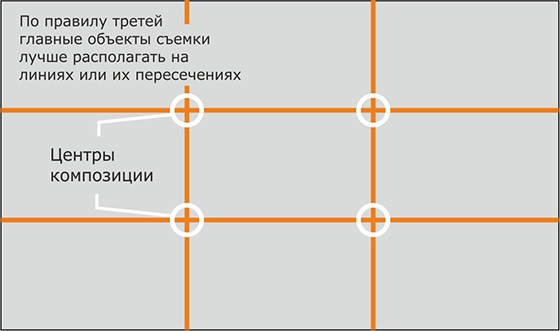 По правилу третей
главные объекты съемки
лучше располагать на
линиях или их пересечениях
Центры
композиции